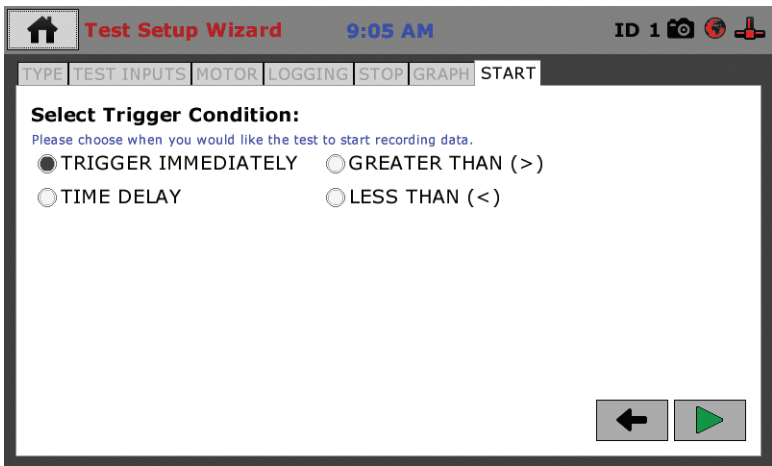 Test Setup Wizard 9:05 AM ID 1
TYPE TEST INPUTS MOTOR LOGGING STOP GRAPH START
Select Trigger Condition:
Please choose when you would like the test to start recording data.
TRIGGER IMMEDIATELY GREATER THAN (>)
TIME DELAY LESS THAN (<)